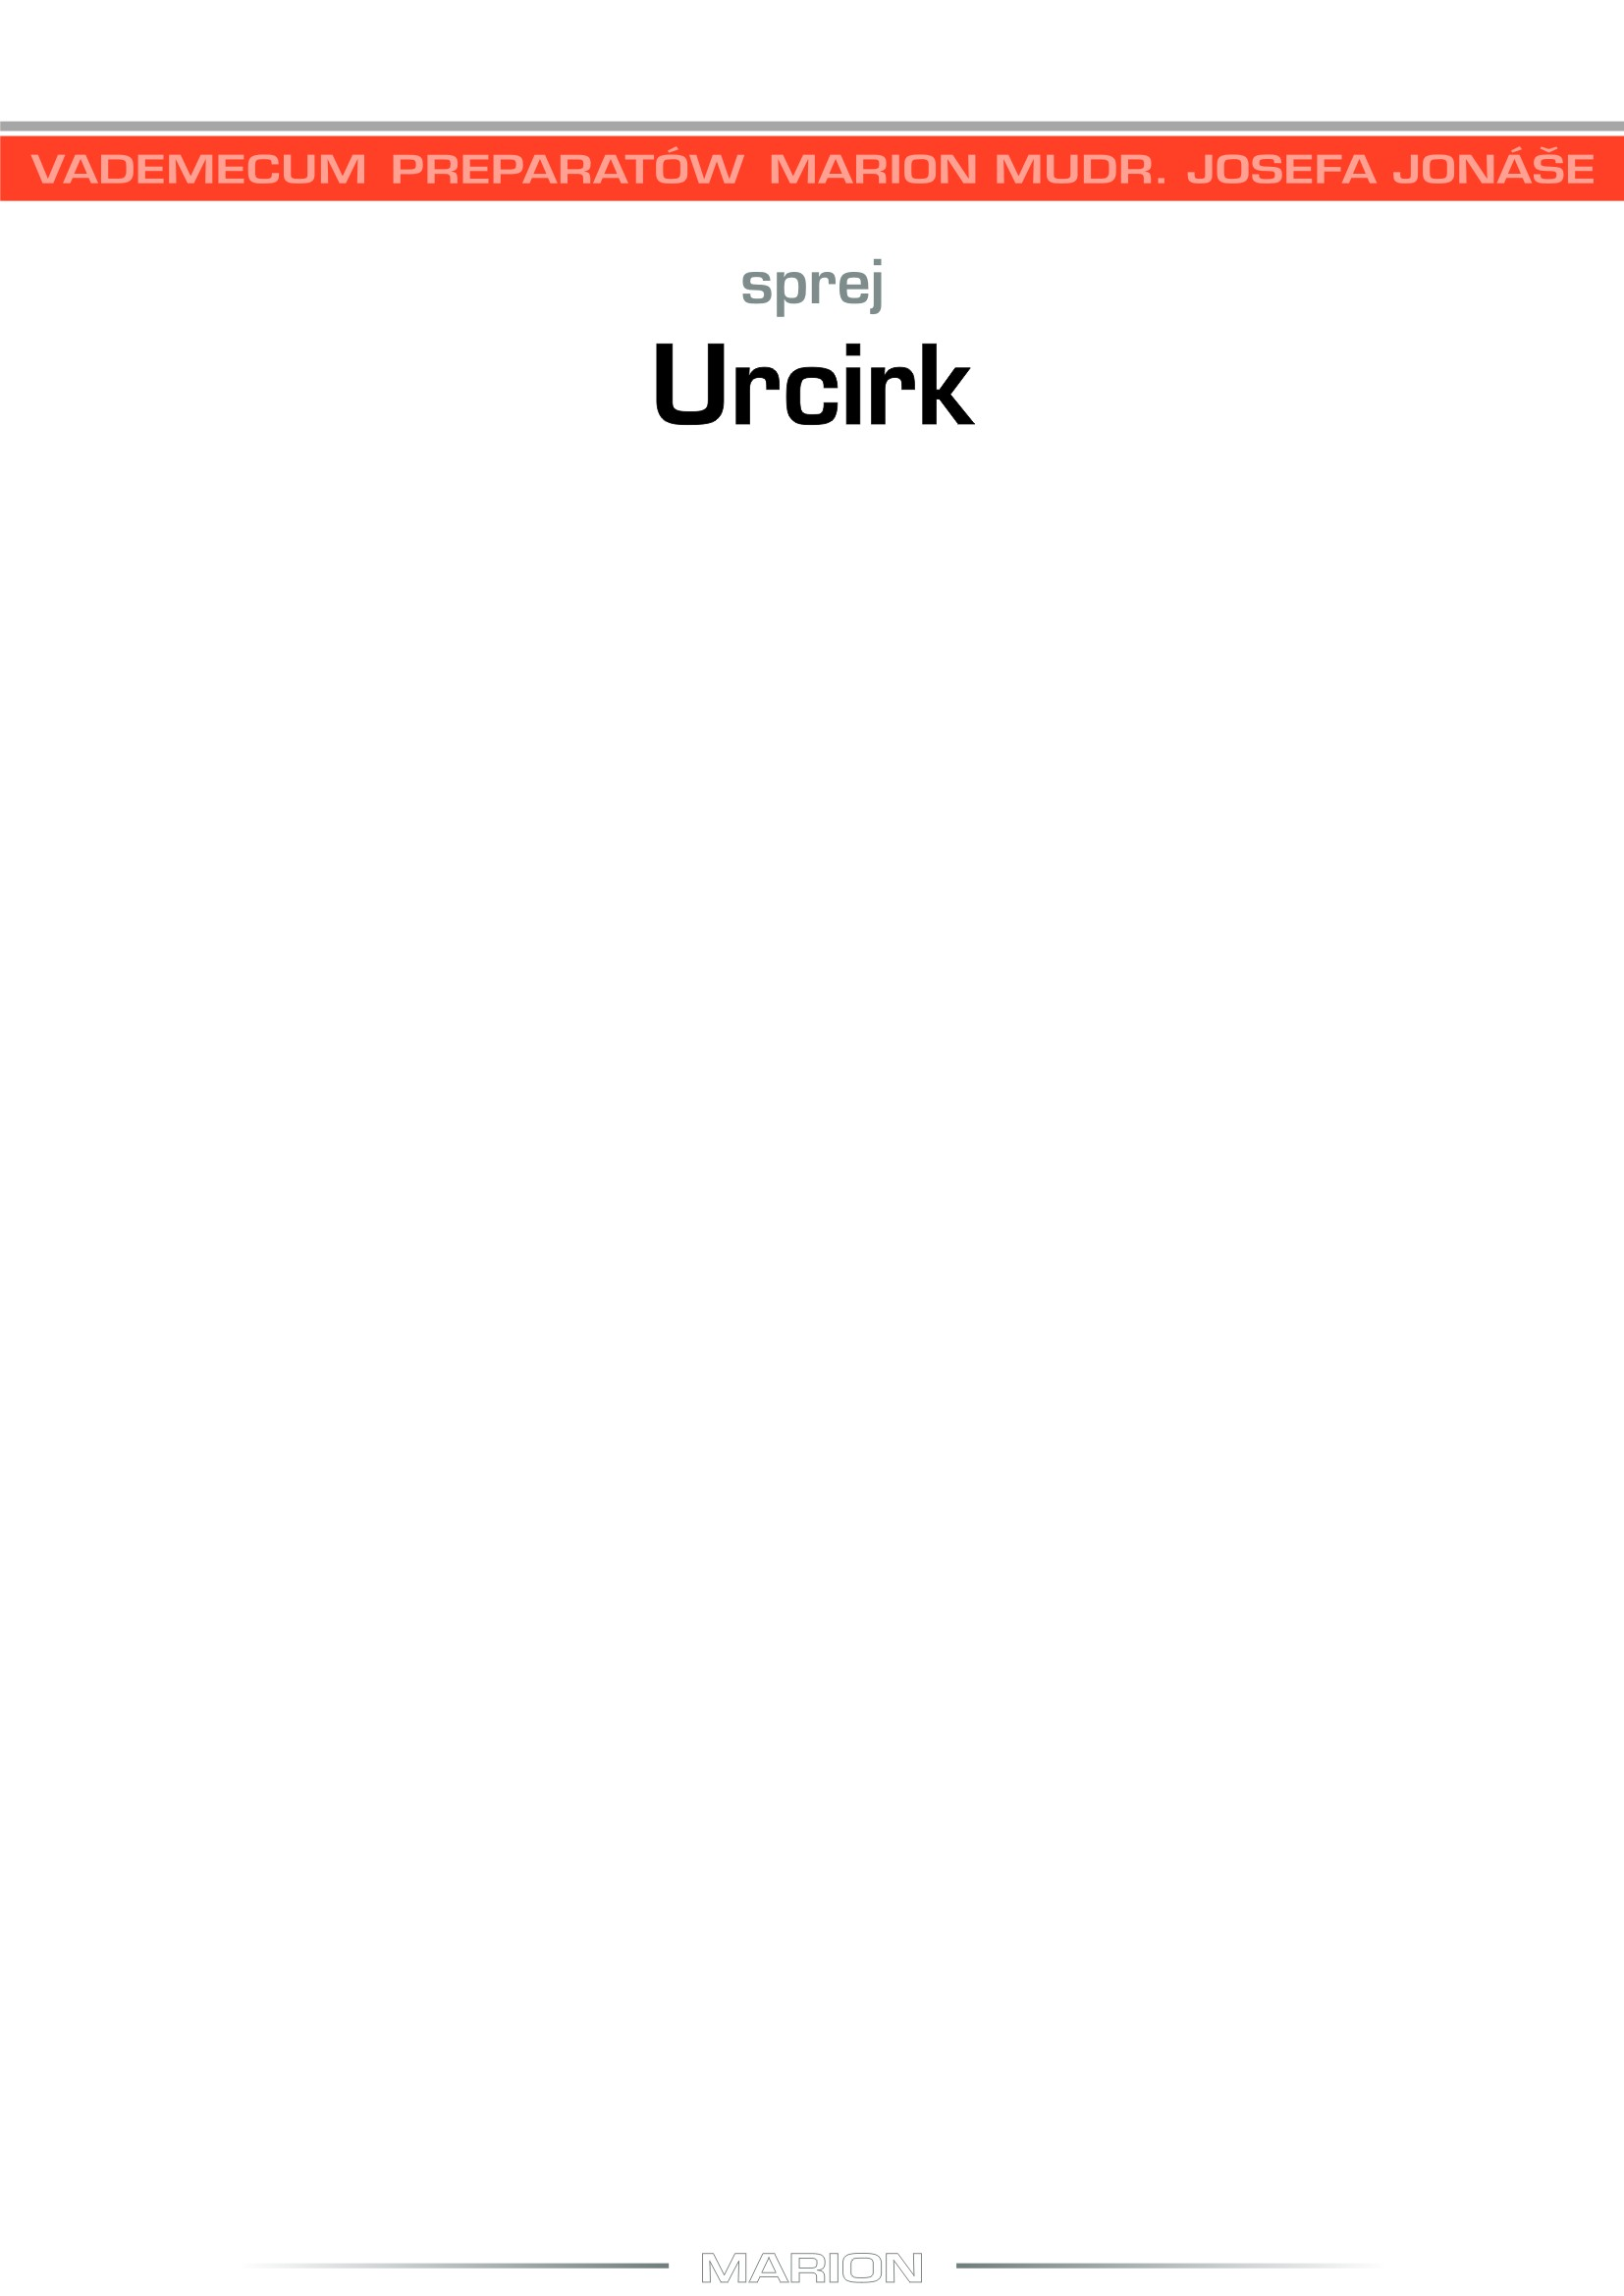 VADEMECUM PREPARATÓW MARION MUDR. JOSEFA JONÁŠE
sprej
Urcirk
MARION